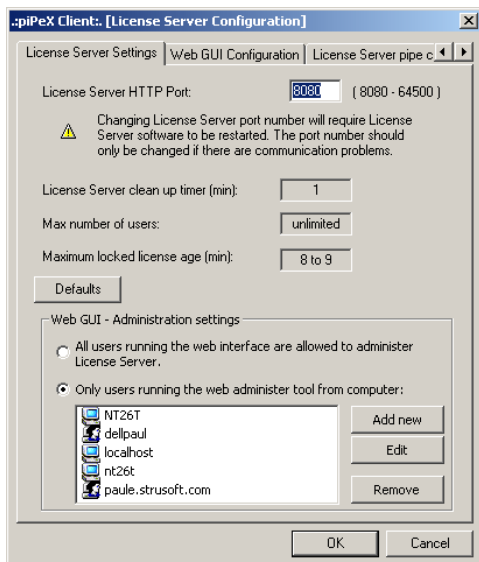 .:piPeX Client:. [License Server Configuration]
License Server Settings
Web GUI Configuration
License Server pipe c
License Server HTTP Port:
8080
( 8080 - 64500 )
Changing License Server port number will require License
Server software to be restarted. The port number should
only be changed if there are communication problems.
License Server clean up timer (min):
1
Max number of users:
unlimited
Maximum locked license age (min):
8 to 9
Defaults
Web GUI - Administration settings
All users running the web interface are allowed to administer
License Server.
Only users running the web administer tool from computer:
NT26T
dellpaul
localhost
nt26t
paule.strusoft.com
Add new
Edit
Remove
OK
Cancel